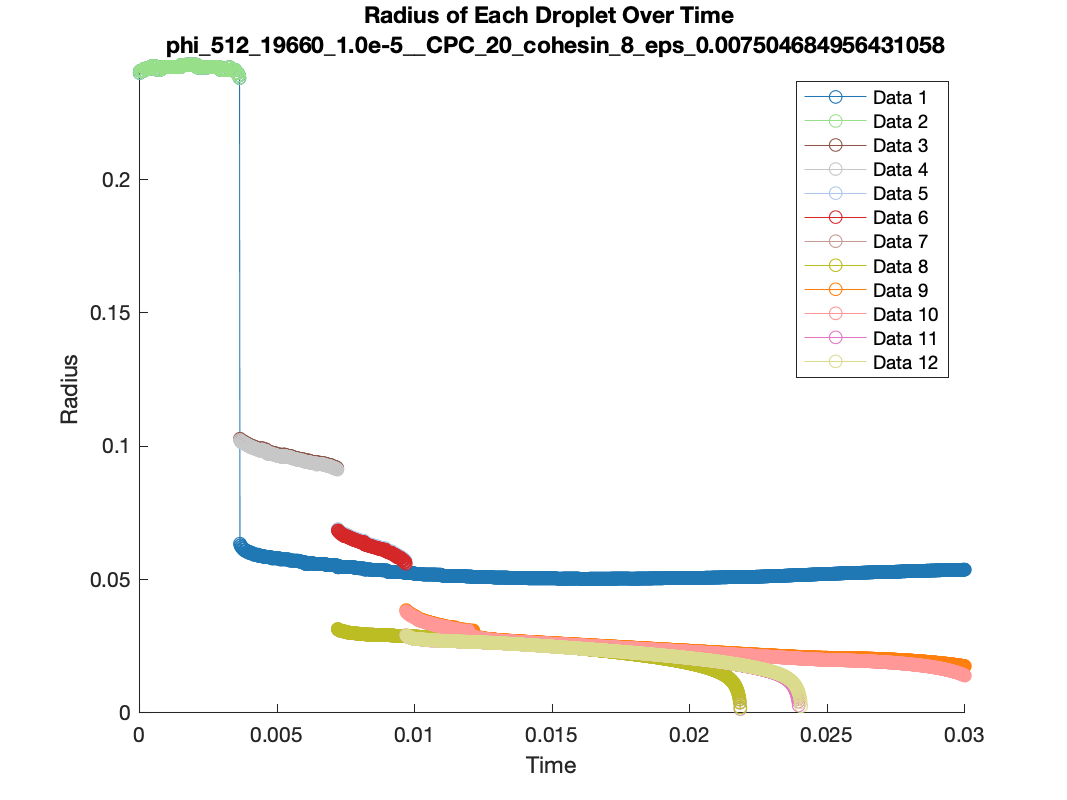 Radius of Each Droplet Over Time
phi_512_19660_1.0e-5__CPC_20_cohesin_8_eps_0.007504684956431058
Data 1
Data 2
Data 3
Data 4
Data 5
Data 6
Data 7
Data 8
Data 9
Data 10
Data 11
Data 12
Radius
0.2
0.15
0.1
0.05
0
0
0.005
0.01
0.015
0.02
0.025
0.03
Time